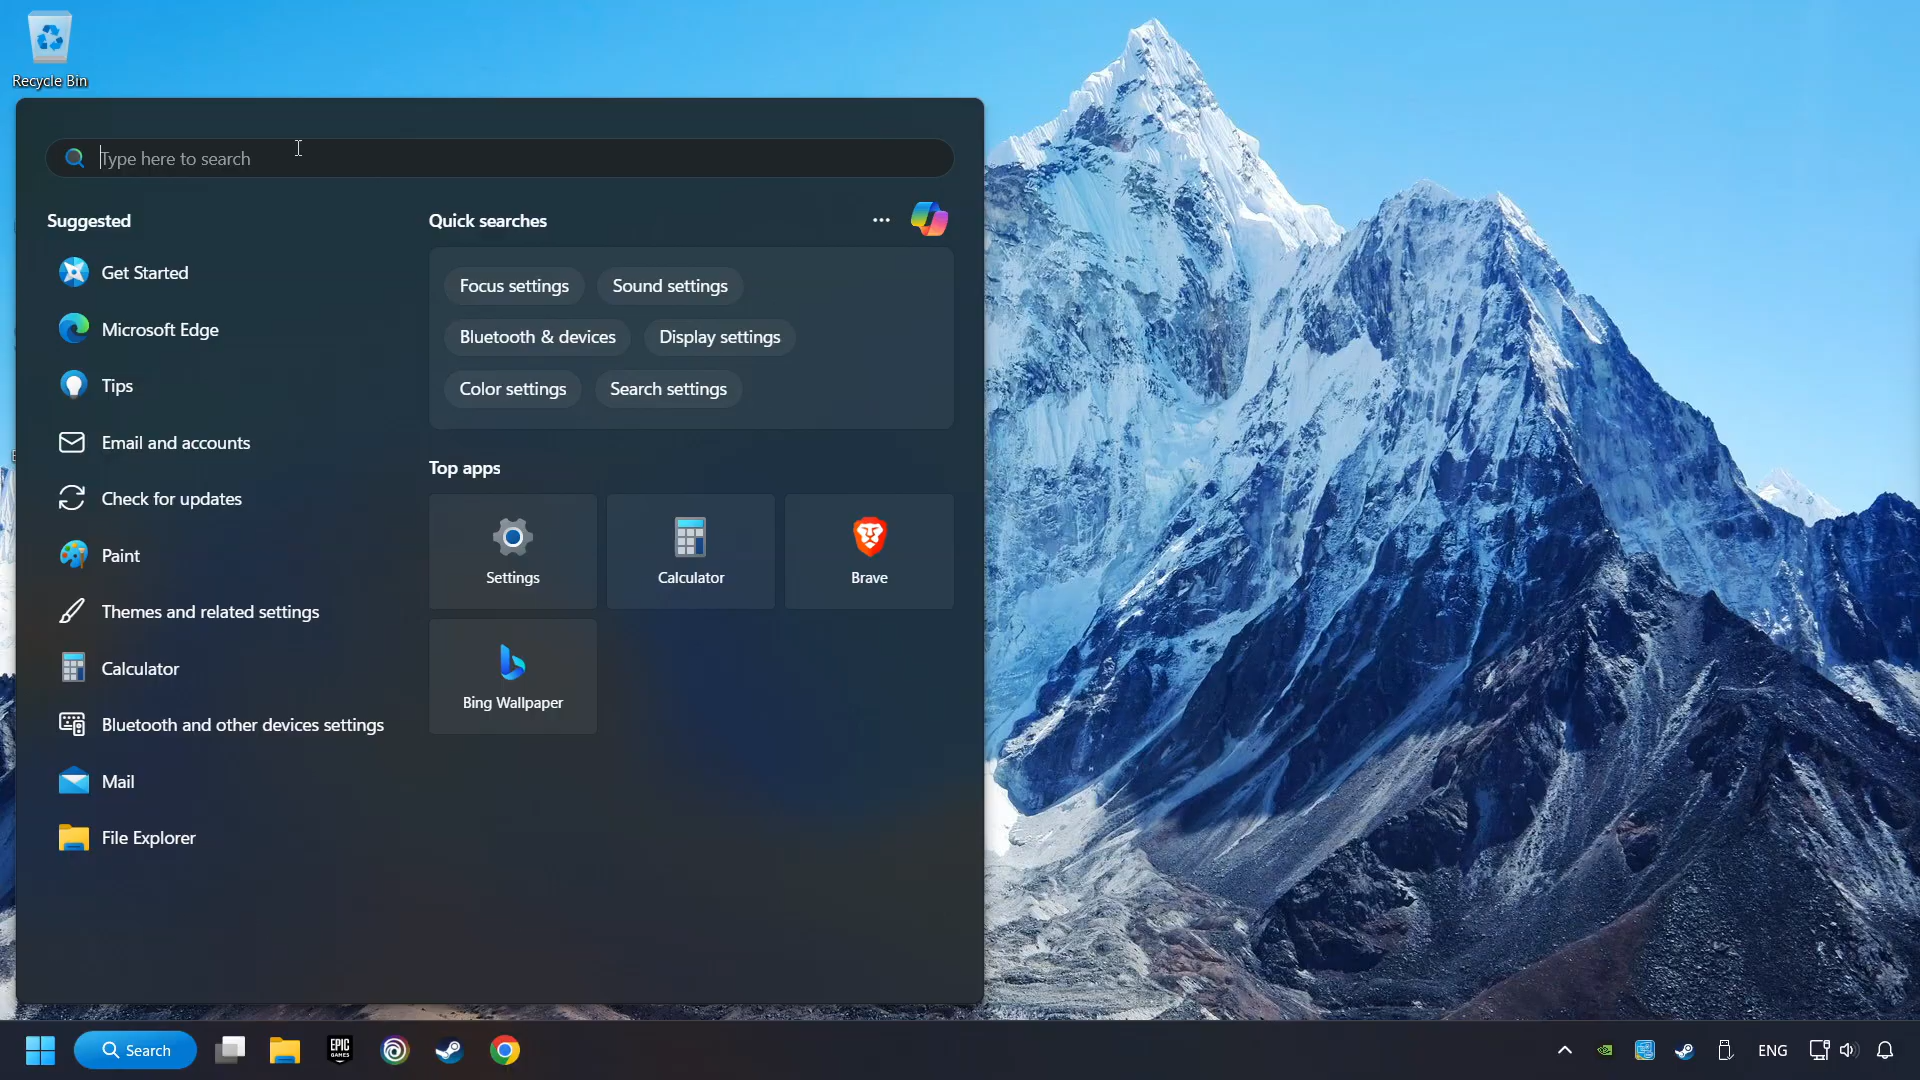 Recycle Bin
Type here to search
Suggested
Get Started
Microsoft Edge
Tips
Email and accounts
Check for updates
Paint
Themes and related settings
Calculator
Bluetooth and other devices settings
Mail
File Explorer
Quick searches
Focus settings
Sound settings
Bluetooth & devices
Display settings
Color settings
Search settings
Top apps
Settings
Calculator
Brave
Bing Wallpaper
Search
EPIC
GAMES
ENG